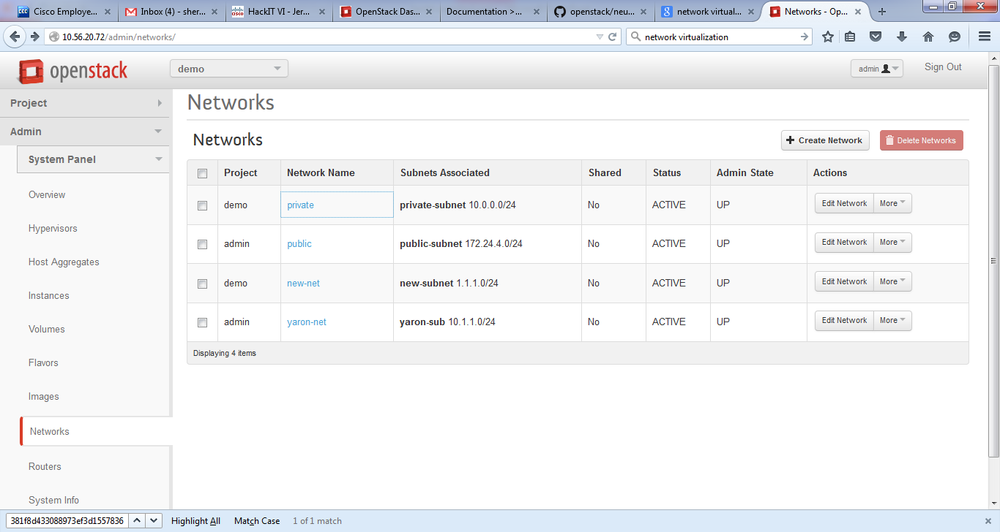 Cisco Employe... Inbox (4) - sher... HackIT VI - Jer... OpenStack Das... Documentation >... openstack/neu... network virtual... Networks - Op...
10.56.20.72/admin/networks/ network virtualization
openstack demo admin Sign Out
Project
Admin
System Panel
Overview
Hypervisors
Host Aggregates
Instances
Volumes
Flavors
Images
Networks
Routers
System Info
Networks
Networks Create Network Delete Networks
Project Network Name Subnets Associated Shared Status Admin State Actions
demo private private-subnet 10.0.0.0/24 No ACTIVE UP Edit Network More
admin public public-subnet 172.24.4.0/24 No ACTIVE UP Edit Network More
demo new-net new-subnet 1.1.1.0/24 No ACTIVE UP Edit Network More
admin yaron-net yaron-sub 10.1.1.0/24 No ACTIVE UP Edit Network More
Displaying 4 items
381f8d433088973ef3d1557836 Highlight All Match Case 1 of 1 match